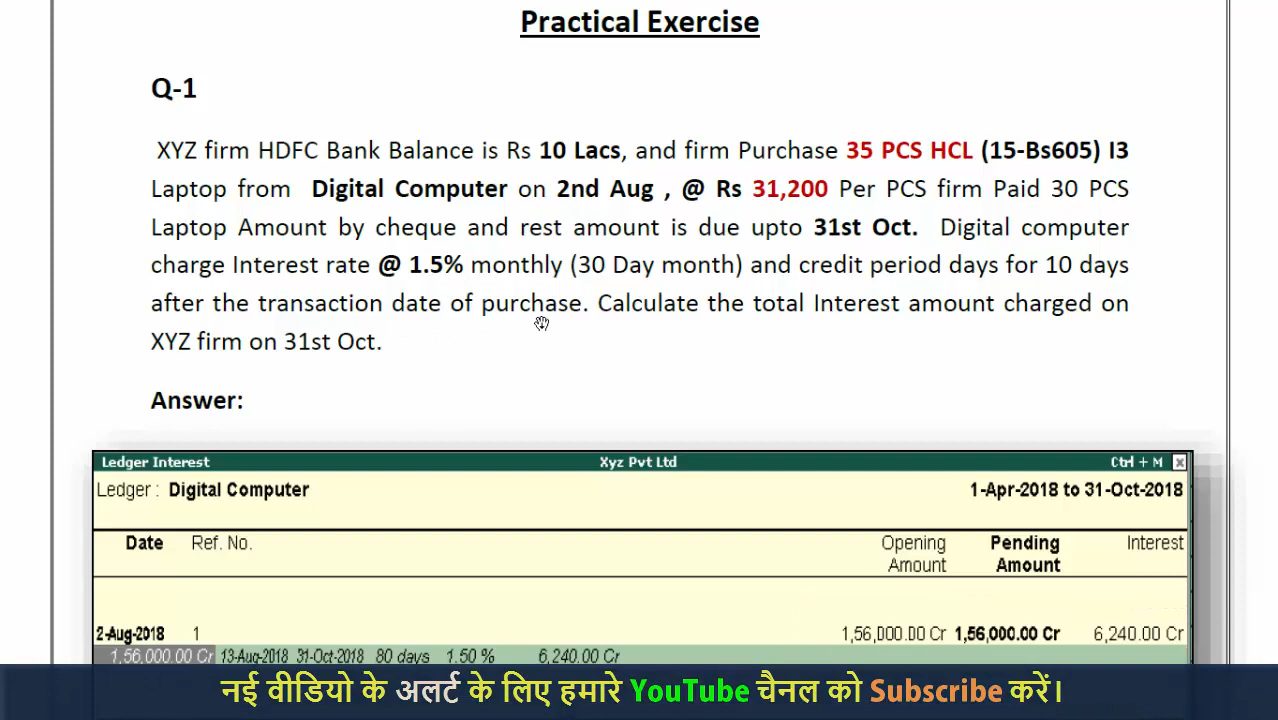 Practical Exercise
Q-1
XYZ firm HDFC Bank Balance is Rs 10 Lacs, and firm Purchase 35 PCS HCL (15-Bs605) I3
Laptop from Digital Computer on 2nd Aug , @ Rs 31,200 Per PCS firm Paid 30 PCS
Laptop Amount by cheque and rest amount is due upto 31st Oct. Digital computer
charge Interest rate @ 1.5% monthly (30 Day month) and credit period days for 10 days
after the transaction date of purchase. Calculate the total Interest amount charged on
XYZ firm on 31st Oct.
Answer:
Ledger Interest Xyz Pvt Ltd Ctrl + M x
Ledger : Digital Computer 1-Apr-2018 to 31-Oct-2018
Date Ref. No. Opening Pending Interest
Amount Amount
2-Aug-2018 1 1,56,000.00 Cr 1,56,000.00 Cr 6,240.00 Cr
1,56,000.00 Cr 13-Aug-2018 31-Oct-2018 80 days 1.50 % 6,240.00 Cr
नई वीडियो के अलर्ट के लिए हमारे YouTube चैनल को Subscribe करें।